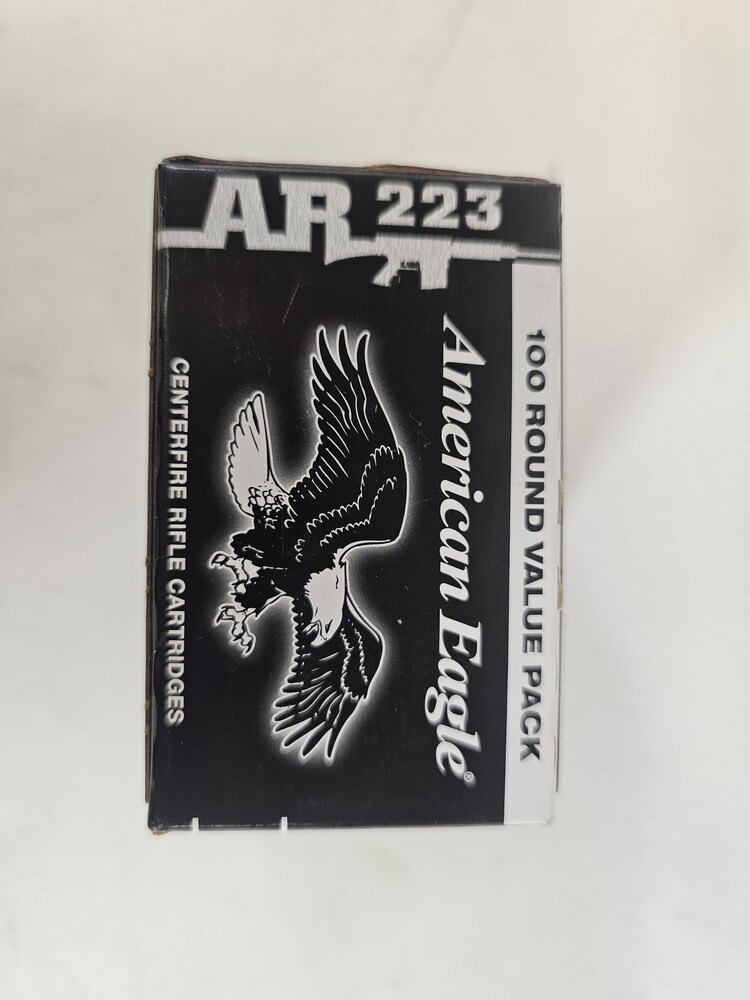 AR 223
100 ROUND VALUE PACK
American Eagle®
CENTERFIRE RIFLE CARTRIDGES